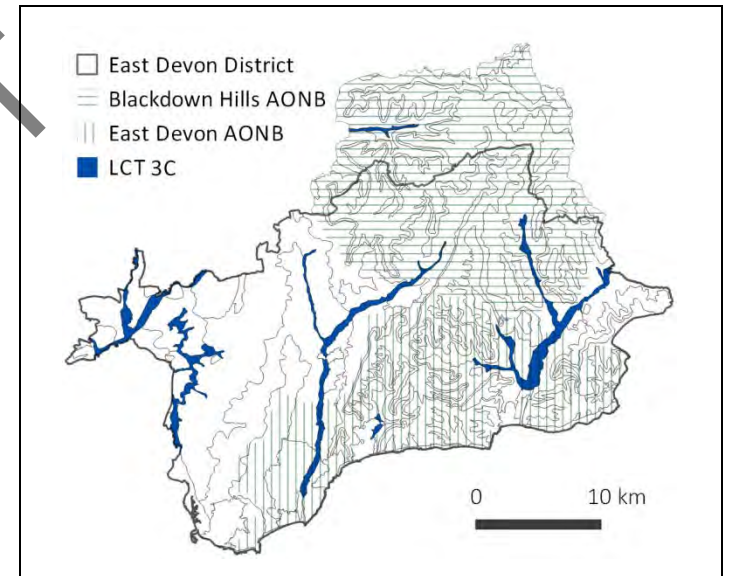 East Devon District
Blackdown Hills AONB
East Devon AONB
LCT 3C
0 10 km